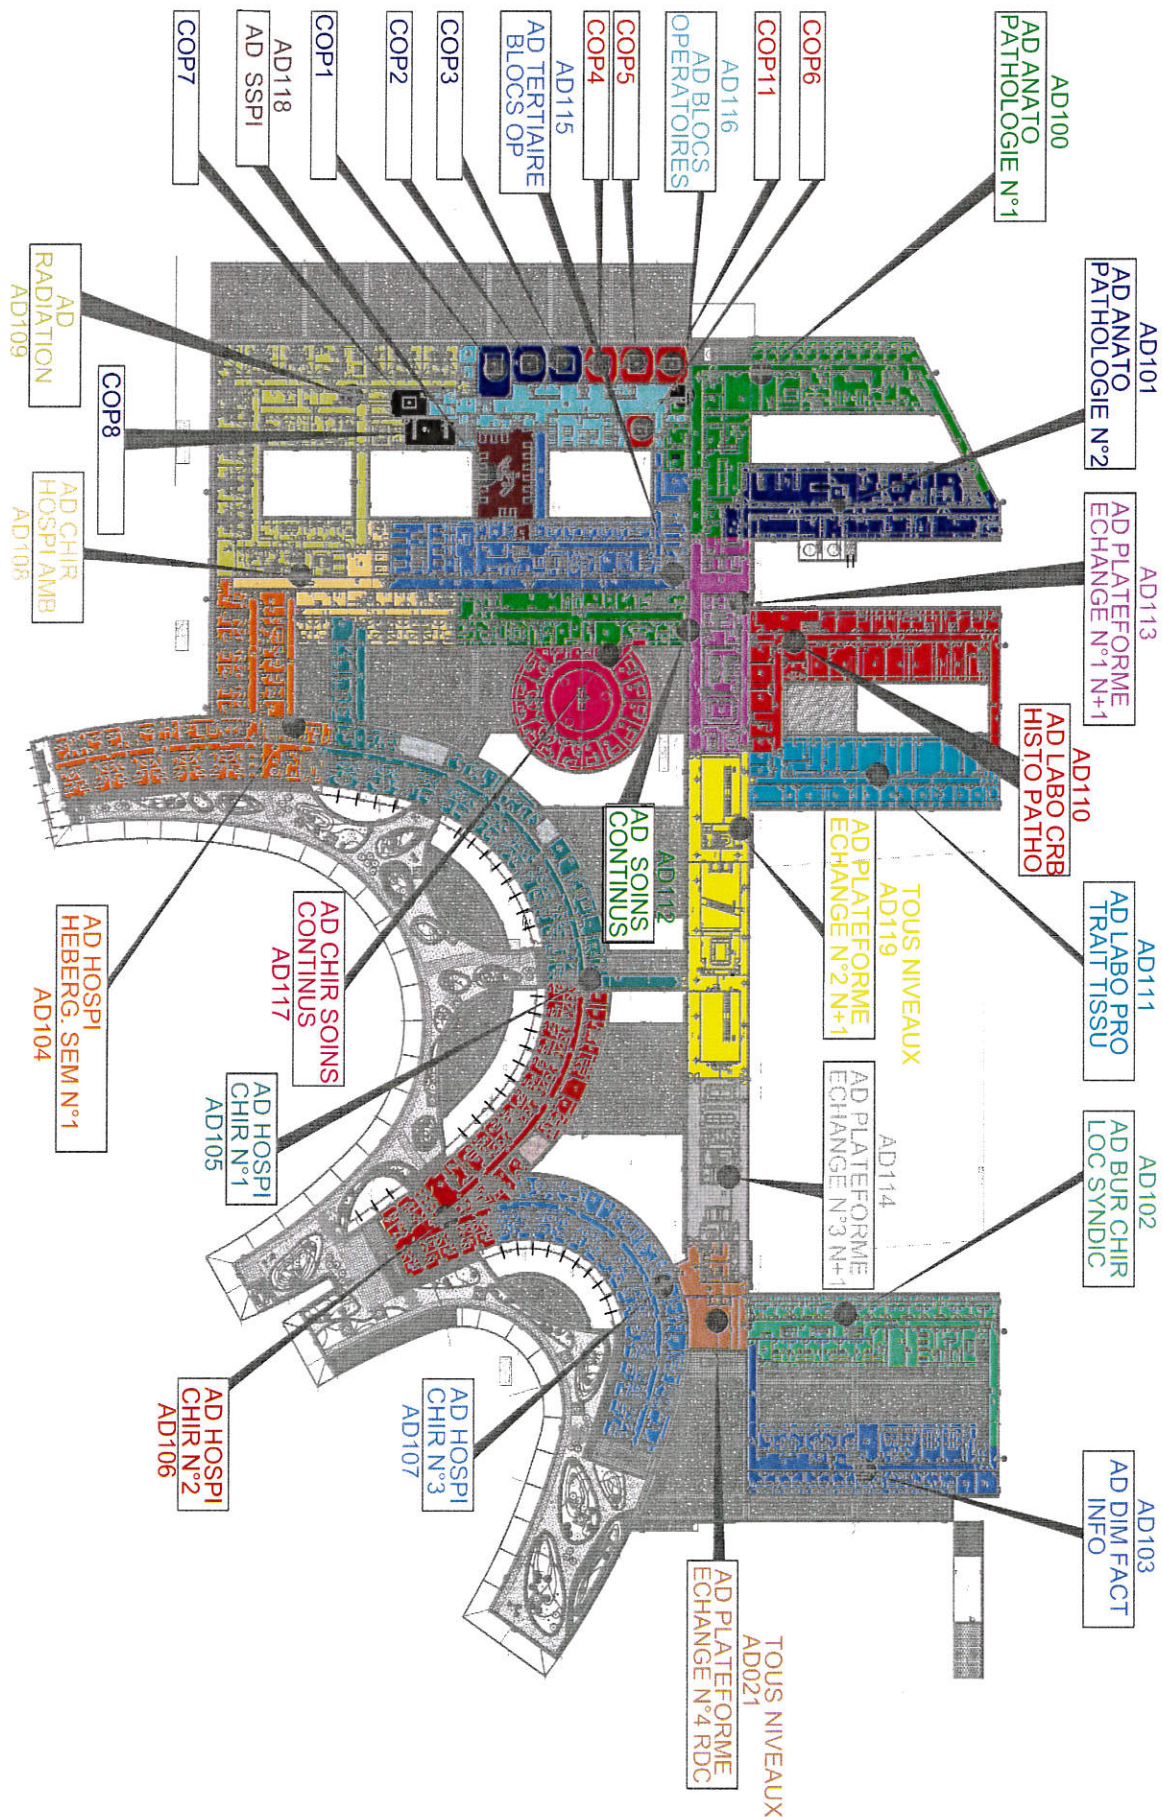 AD100
AD ANATO
PATHOLOGIE N°1
COP6
COP11
AD116
AD BLOCS
OPERATOIRES
COP5
COP4
AD115
AD TERTIAIRE
BLOCS OP
COP3
COP2
COP1
AD118
AD SSPI
COP7
AD101
AD ANATO
PATHOLOGIE N°2
AD113
AD PLATEFORME
ECHANGE N°1 N+1
AD110
AD LABO CRB
HISTO PATHO
AD111
AD LABO PRO
TRAIT TISSU
AD102
AD BUR CHIR
LOC SYNDIC
AD103
AD DIM FACT
INFO
TOUS NIVEAUX
AD119
AD PLATEFORME
ECHANGE N°2 N+1
AD114
AD PLATEFORME
ECHANGE N°3 N+1
TOUS NIVEAUX
AD021
AD PLATEFORME
ECHANGE N°4 RDC
AD112
AD SOINS
CONTINUS
AD
RADIATION
AD109
COP8
AD CHIR
HOSPI AMB
AD108
AD HOSPI
HEBERG. SEM N°1
AD104
AD CHIR SOINS
CONTINUS
AD117
AD HOSPI
CHIR N°1
AD105
AD HOSPI
CHIR N°2
AD106
AD HOSPI
CHIR N°3
AD107